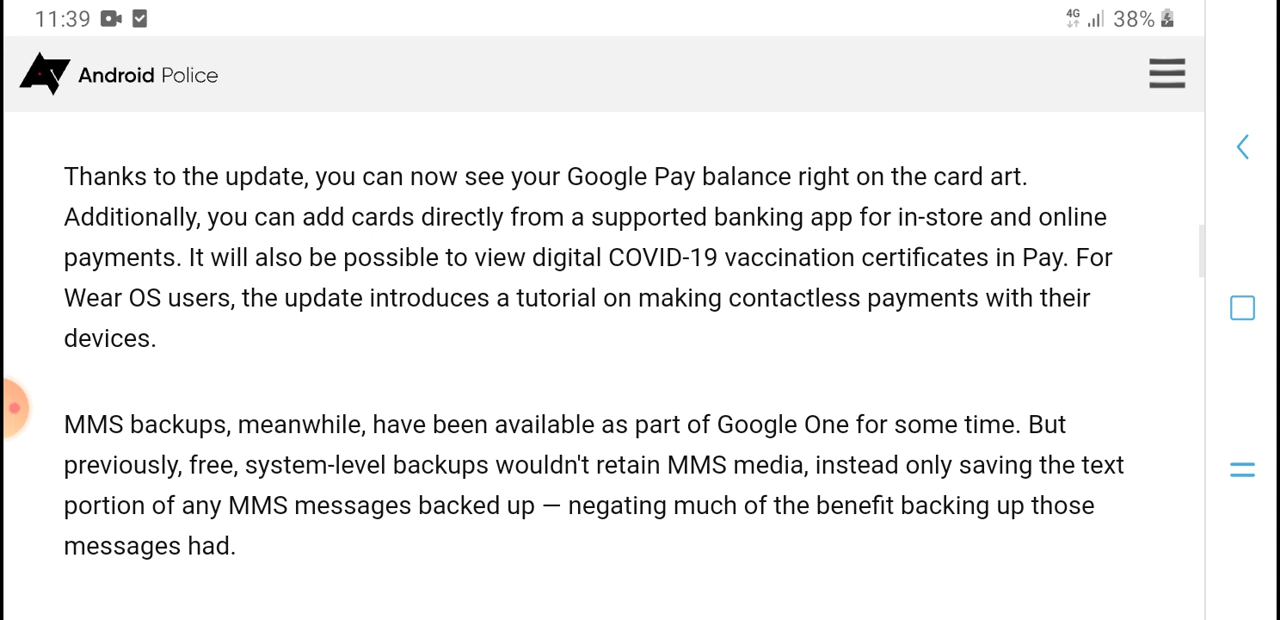 11:39
4G
38%
Android Police
Thanks to the update, you can now see your Google Pay balance right on the card art.
Additionally, you can add cards directly from a supported banking app for in-store and online
payments. It will also be possible to view digital COVID-19 vaccination certificates in Pay. For
Wear OS users, the update introduces a tutorial on making contactless payments with their
devices.
MMS backups, meanwhile, have been available as part of Google One for some time. But
previously, free, system-level backups wouldn't retain MMS media, instead only saving the text
portion of any MMS messages backed up — negating much of the benefit backing up those
messages had.